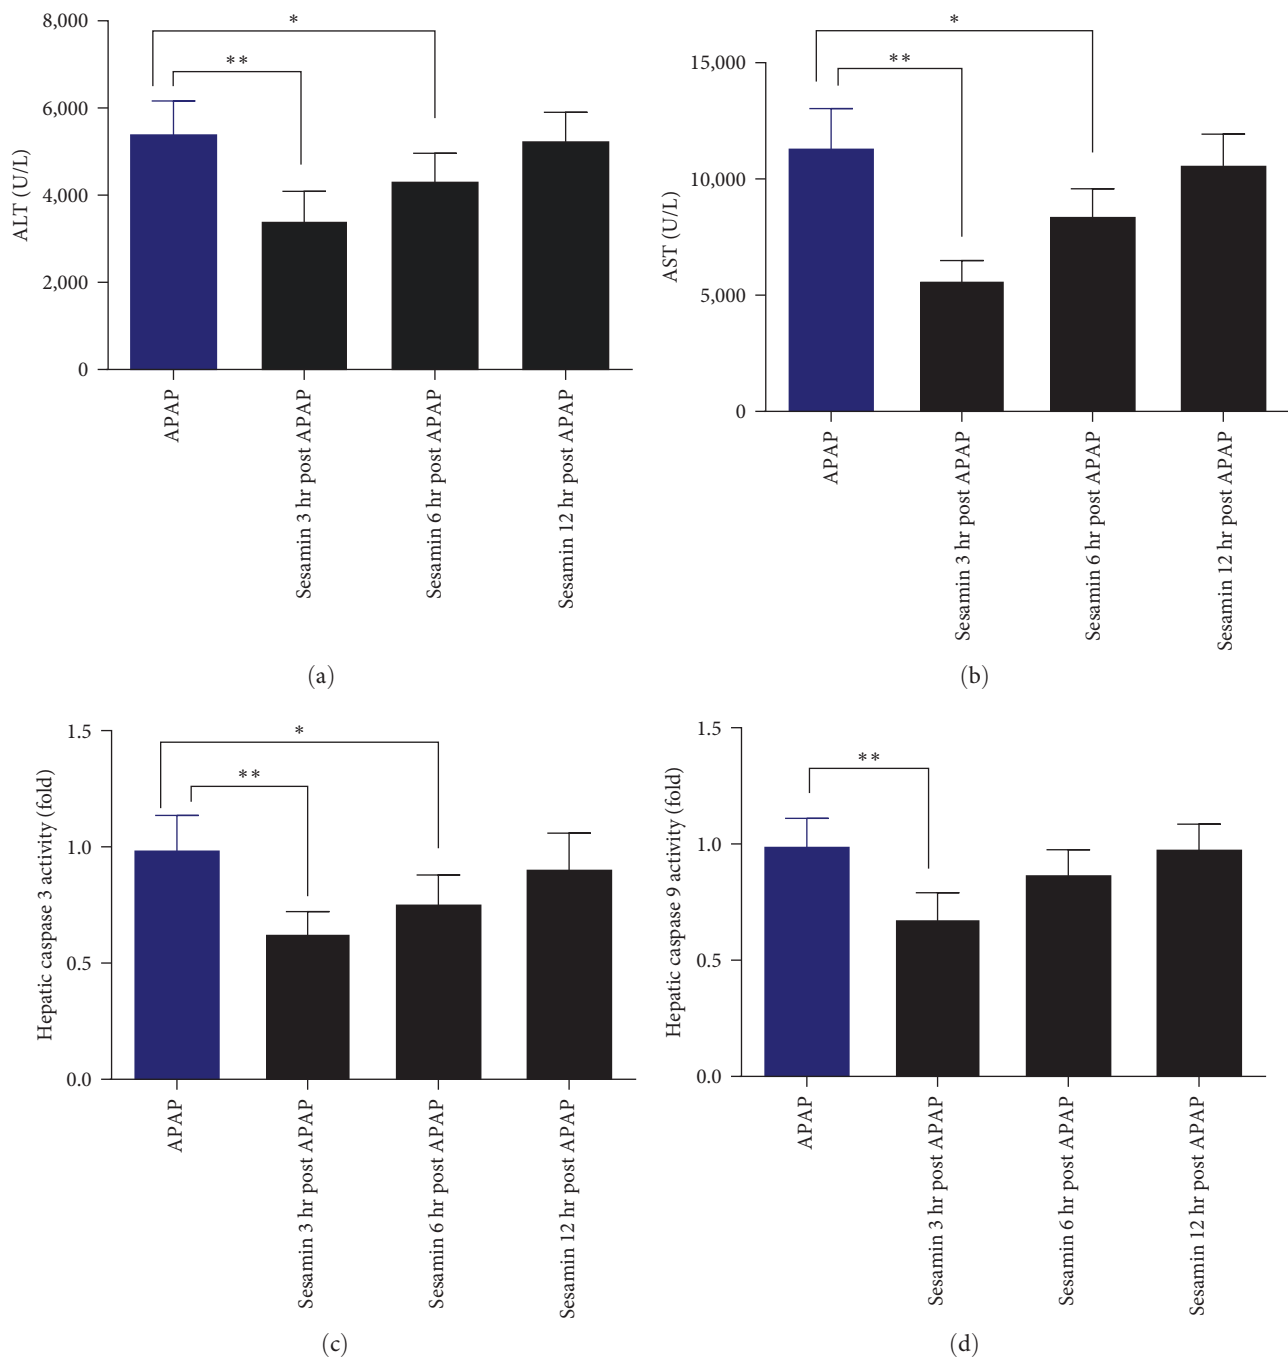 8,000
6,000
4,000
2,000
0
ALT (U/L)
*
**
APAP
Sesamin 3 hr post APAP
Sesamin 6 hr post APAP
Sesamin 12 hr post APAP
(a)
15,000
10,000
5,000
0
AST (U/L)
*
**
APAP
Sesamin 3 hr post APAP
Sesamin 6 hr post APAP
Sesamin 12 hr post APAP
(b)
1.5
1.0
0.5
0.0
Hepatic caspase 3 activity (fold)
*
**
APAP
Sesamin 3 hr post APAP
Sesamin 6 hr post APAP
Sesamin 12 hr post APAP
(c)
1.5
1.0
0.5
0.0
Hepatic caspase 9 activity (fold)
**
APAP
Sesamin 3 hr post APAP
Sesamin 6 hr post APAP
Sesamin 12 hr post APAP
(d)